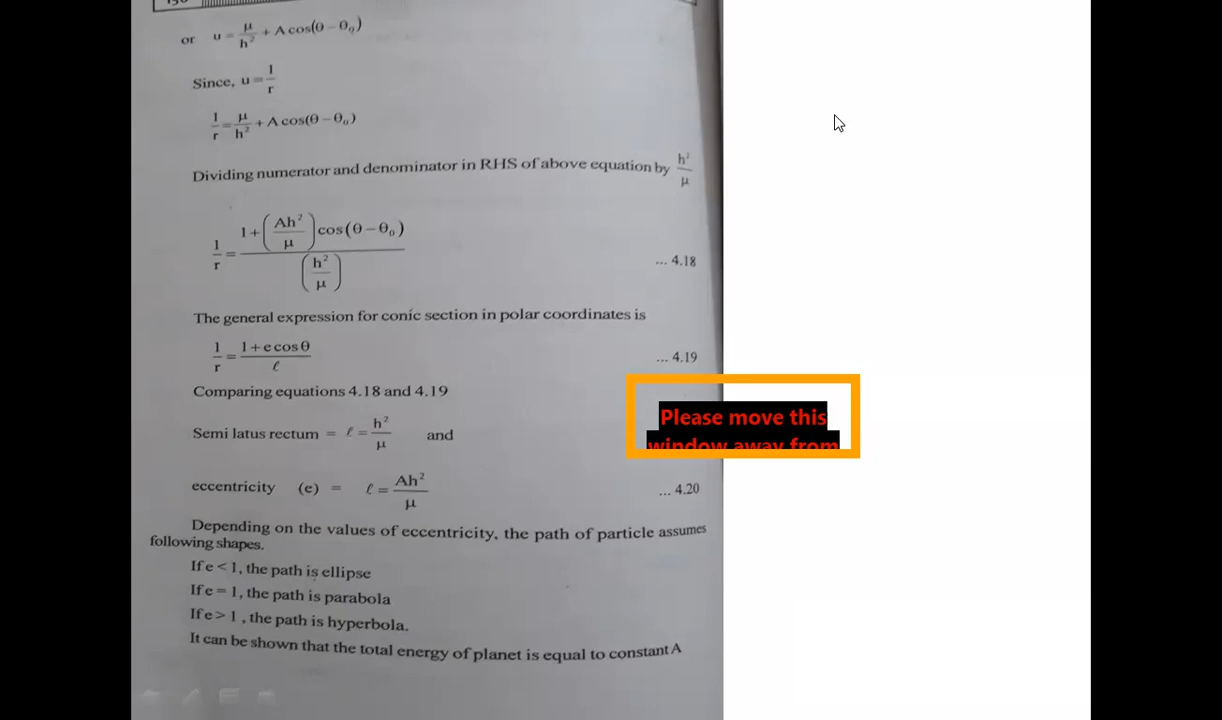 or u = μ/h² + A cos(θ − θ₀)
Since, u = 1/r
1/r = μ/h² + A cos(θ − θ₀)
Dividing numerator and denominator in RHS of above equation by h²/μ
1/r = (1 + (Ah²/μ) cos(θ − θ₀)) / (h²/μ) ... 4.18
The general expression for conic section in polar coordinates is
1/r = (1 + e cos θ) / ℓ ... 4.19
Comparing equations 4.18 and 4.19
Semi latus rectum = ℓ = h²/μ and
eccentricity (e) = ℓ = Ah²/μ ... 4.20
Depending on the values of eccentricity, the path of particle assumes
following shapes.
If e < 1, the path is ellipse
If e = 1, the path is parabola
If e > 1, the path is hyperbola.
It can be shown that the total energy of planet is equal to constant A
Please move this
window away from